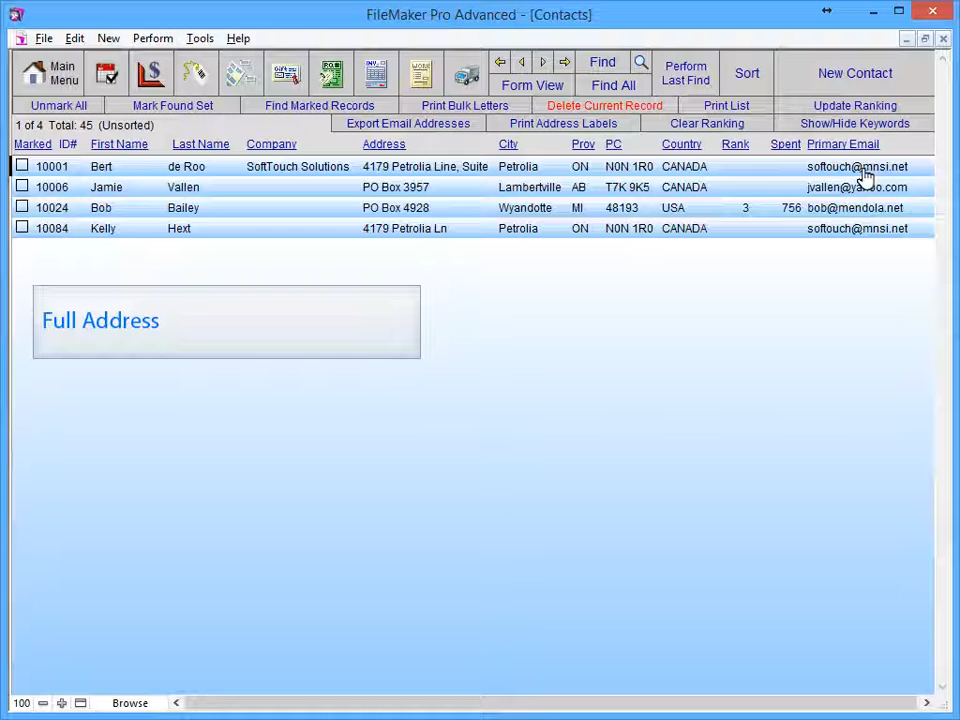 FileMaker Pro Advanced - [Contacts]
File Edit New Perform Tools Help
Main Menu Find Form View Find All Perform Last Find Sort New Contact
Unmark All Mark Found Set Find Marked Records Print Bulk Letters Delete Current Record Print List Update Ranking
1 of 4 Total: 45 (Unsorted) Export Email Addresses Print Address Labels Clear Ranking Show/Hide Keywords
Marked ID# First Name Last Name Company Address City Prov PC Country Rank Spent Primary Email
10001 Bert de Roo SoftTouch Solutions 4179 Petrolia Line, Suite Petrolia ON N0N 1R0 CANADA softouch@mnsi.net
10006 Jamie Vallen PO Box 3957 Lambertville AB T7K 9K5 CANADA
10024 Bob Bailey PO Box 4928 Wyandotte MI 48193 USA 3 756 bob@mendola.net
10084 Kelly Hext 4179 Petrolia Ln Petrolia ON N0N 1R0 CANADA softouch@mnsi.net
Full Address
100 Browse